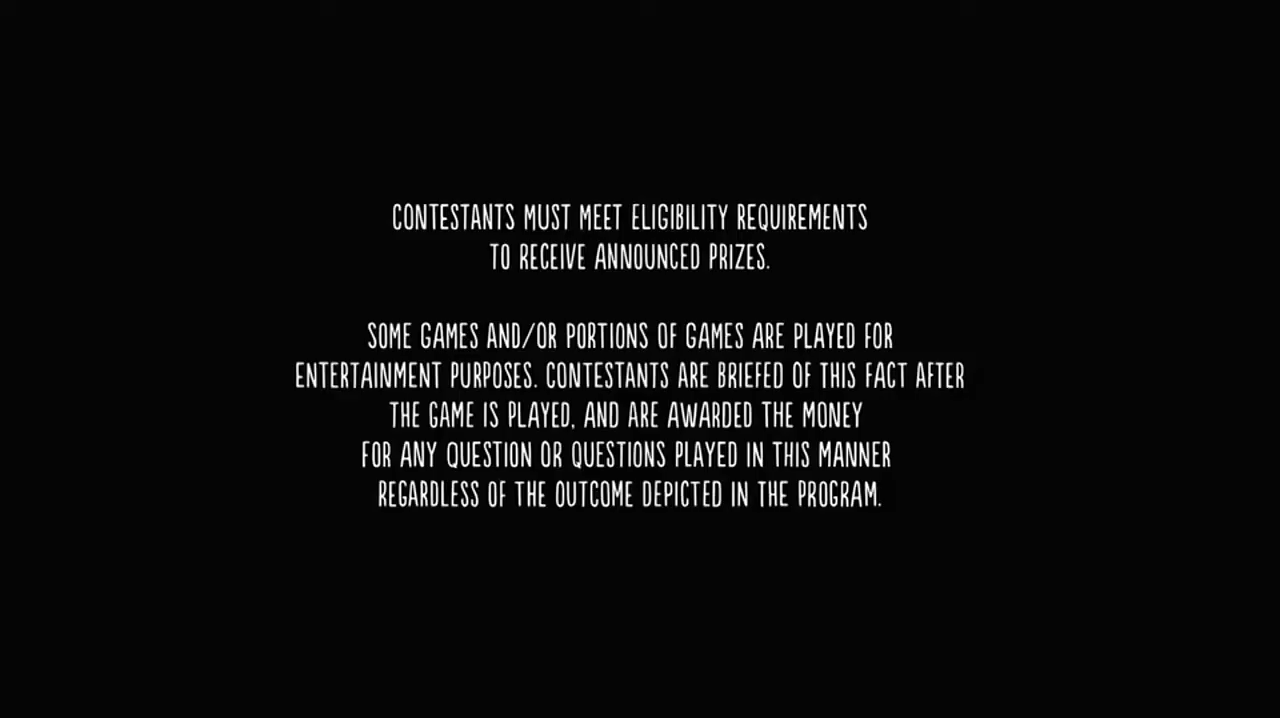 CONTESTANTS MUST MEET ELIGIBILITY REQUIREMENTS
TO RECEIVE ANNOUNCED PRIZES.
SOME GAMES AND/OR PORTIONS OF GAMES ARE PLAYED FOR
ENTERTAINMENT PURPOSES. CONTESTANTS ARE BRIEFED OF THIS FACT AFTER
THE GAME IS PLAYED, AND ARE AWARDED THE MONEY
FOR ANY QUESTION OR QUESTIONS PLAYED IN THIS MANNER
REGARDLESS OF THE OUTCOME DEPICTED IN THE PROGRAM.